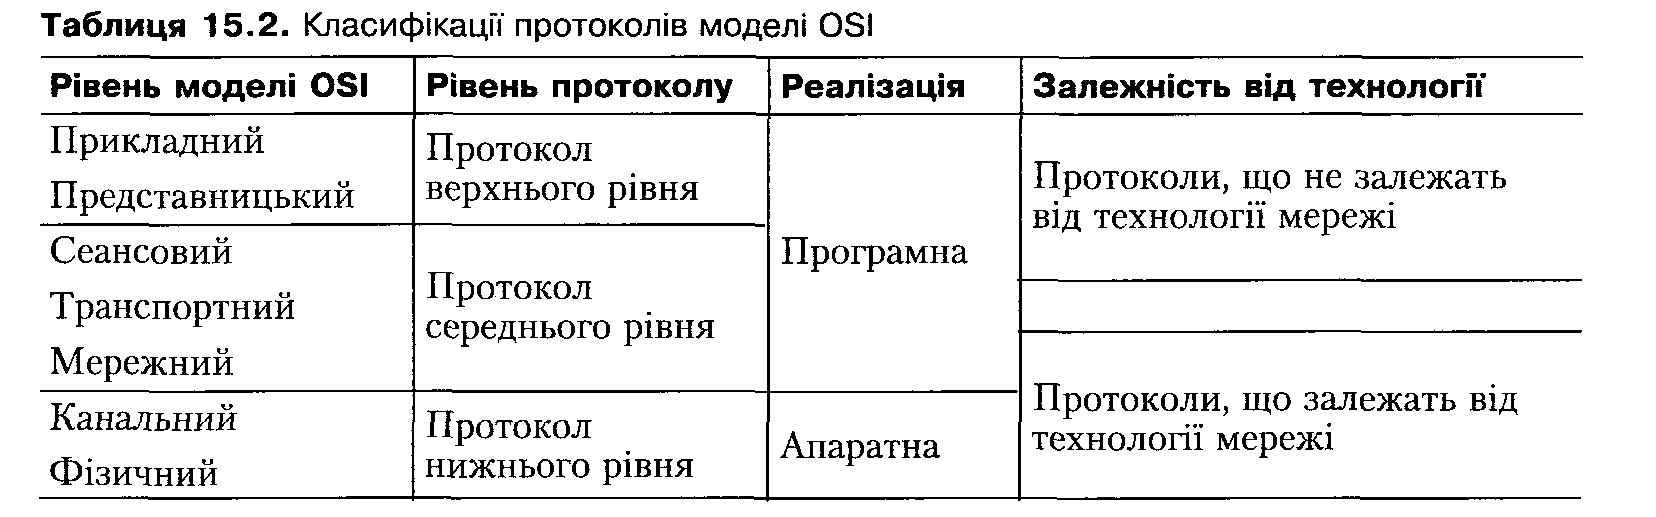 Таблиця 15.2. Класифікації протоколів моделі OSI
Рівень моделі OSI Рівень протоколу Реалізація Залежність від технології
Прикладний
Представницький
Протокол
верхнього рівня
Сеансовий
Транспортний
Мережний
Протокол
середнього рівня
Програмна
Протоколи, що не залежать
від технології мережі
Канальний
Фізичний
Протокол
нижнього рівня
Апаратна
Протоколи, що залежать від
технології мережі